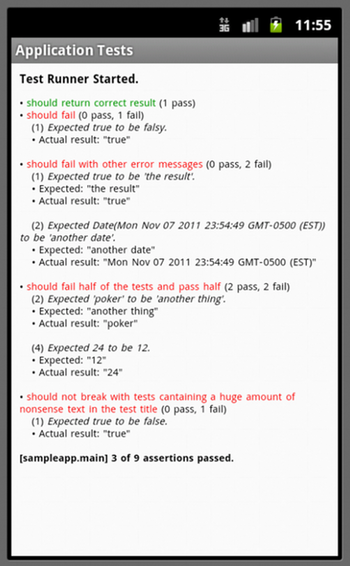 3G 11:55
Application Tests
Test Runner Started.
• should return correct result (1 pass)
• should fail (0 pass, 1 fail)
(1) Expected true to be falsy.
• Actual result: "true"
• should fail with other error messages (0 pass, 2 fail)
(1) Expected true to be 'the result'.
• Expected: "the result"
• Actual result: "true"
(2) Expected Date(Mon Nov 07 2011 23:54:49 GMT-0500 (EST))
to be 'another date'.
• Expected: "another date"
• Actual result: "Mon Nov 07 2011 23:54:49 GMT-0500 (EST)"
• should fail half of the tests and pass half (2 pass, 2 fail)
(2) Expected 'poker' to be 'another thing'.
• Expected: "another thing"
• Actual result: "poker"
(4) Expected 24 to be 12.
• Expected: "12"
• Actual result: "24"
• should not break with tests cantaining a huge amount of
nonsense text in the test title (0 pass, 1 fail)
(1) Expected true to be false.
• Actual result: "true"
[sampleapp.main] 3 of 9 assertions passed.